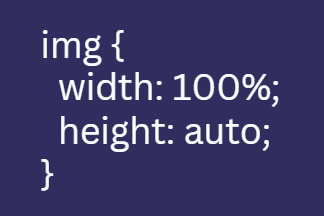 img {
  width: 100%;
  height: auto;
}